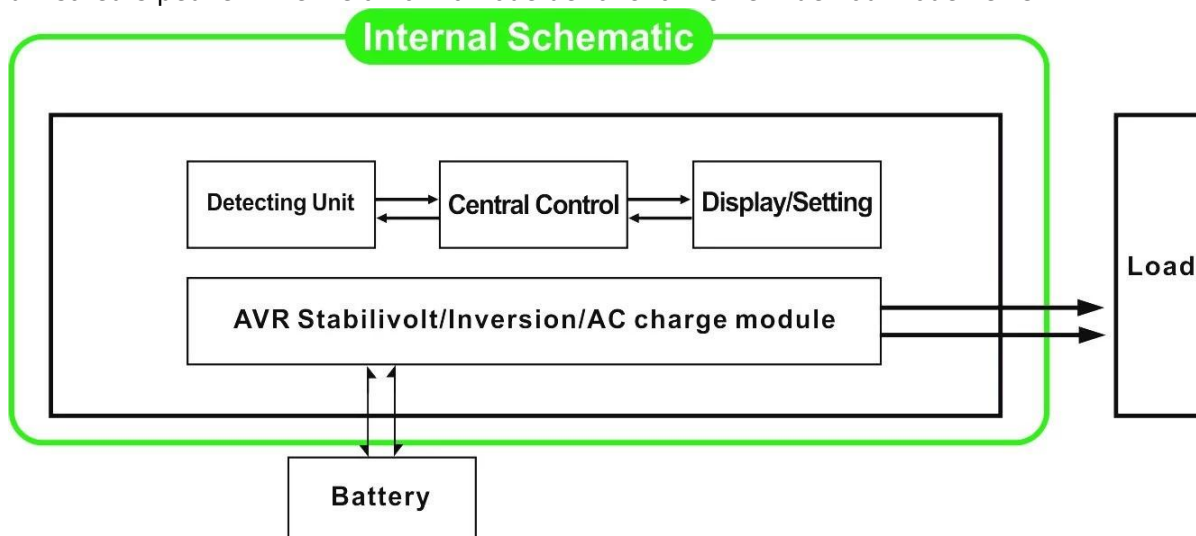 Internal Schematic
Detecting Unit
Central Control
Display/Setting
Load
AVR Stabilivolt/Inversion/AC charge module
Battery